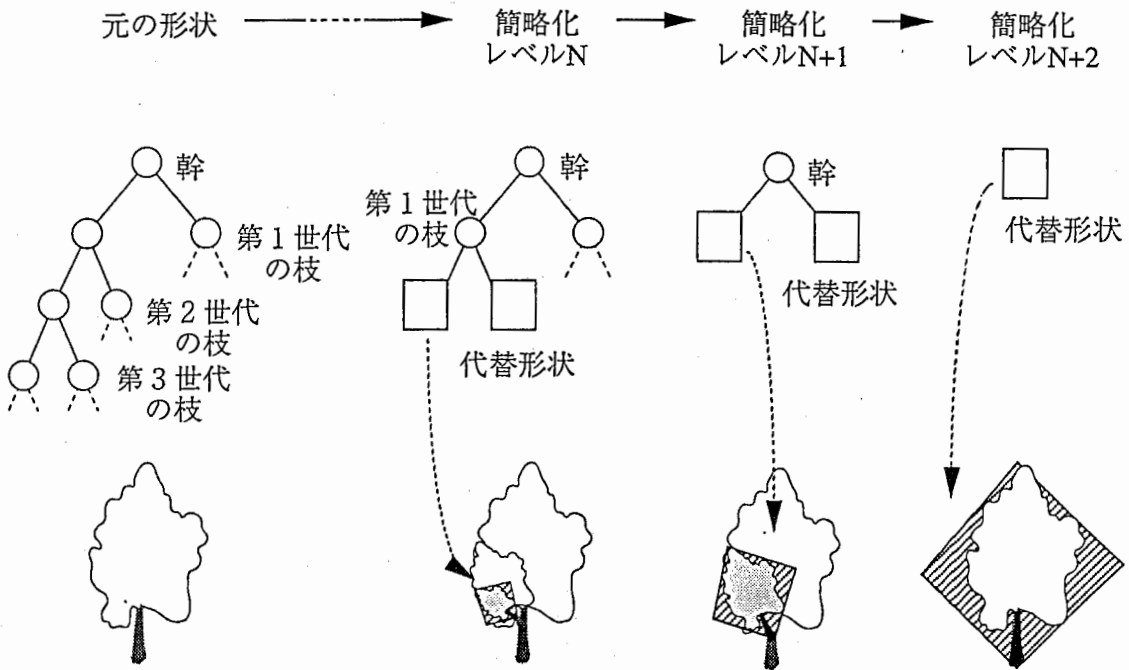 元の形状
簡略化
レベルN
簡略化
レベルN+1
簡略化
レベルN+2
幹
第1世代
の枝
第2世代
の枝
第3世代
の枝
幹
第1世代
の枝
代替形状
幹
代替形状
代替形状